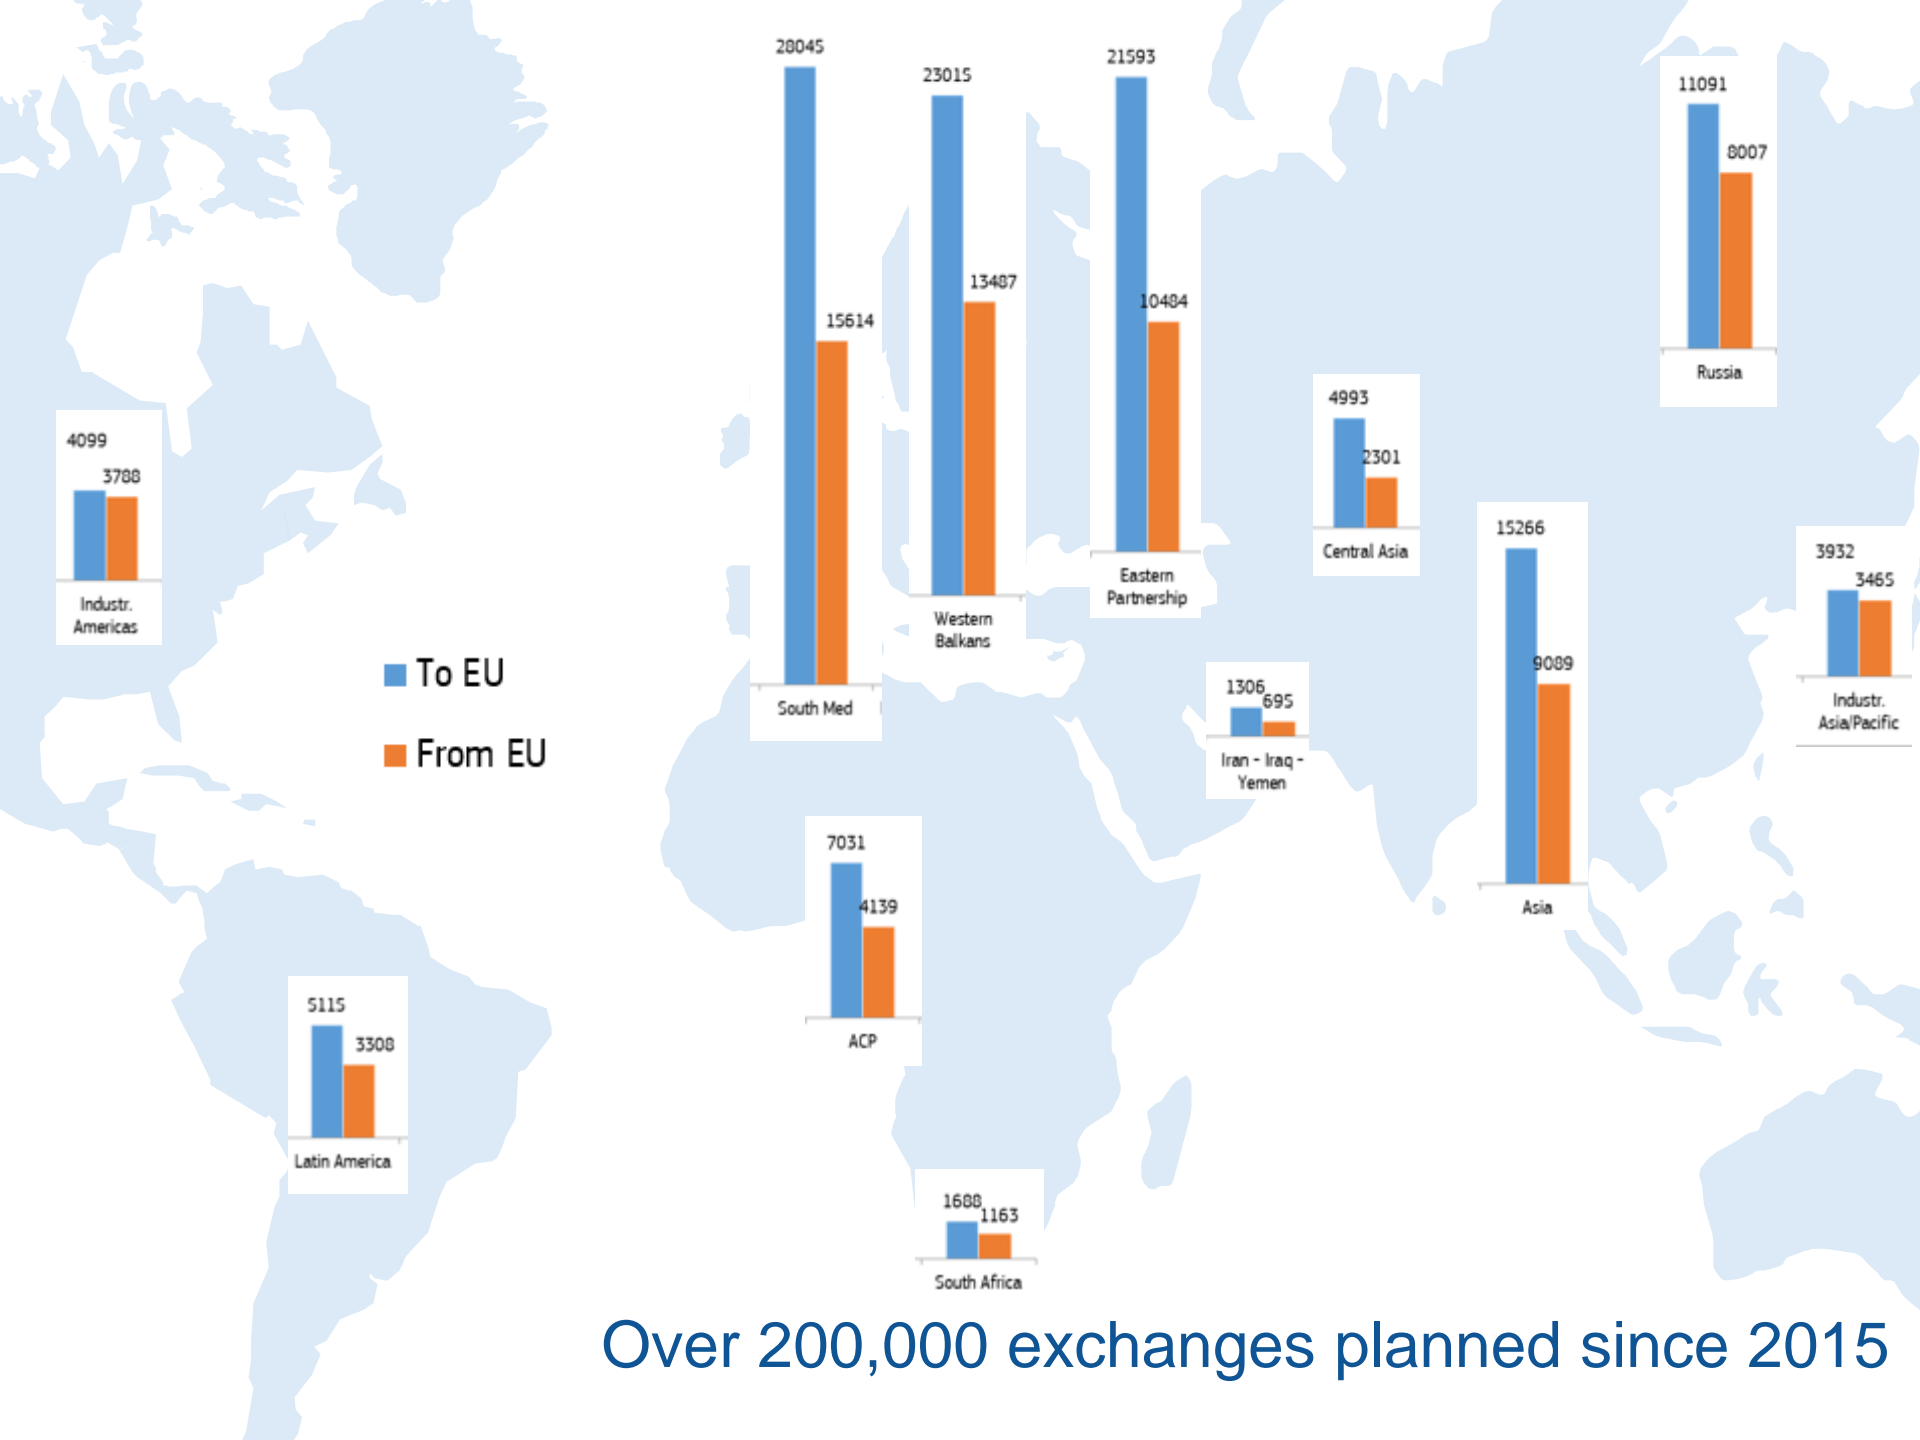 28045
15614
South Med
23015
13487
Western
Balkans
21593
10484
Eastern
Partnership
11091
8007
Russia
4993
2301
Central Asia
4099
3788
Industr.
Americas
15266
9089
Asia
3932
3465
Industr.
Asia/Pacific
To EU
From EU
1306
695
Iran - Iraq -
Yemen
7031
4139
ACP
5115
3308
Latin America
1688
1163
South Africa
Over 200,000 exchanges planned since 2015